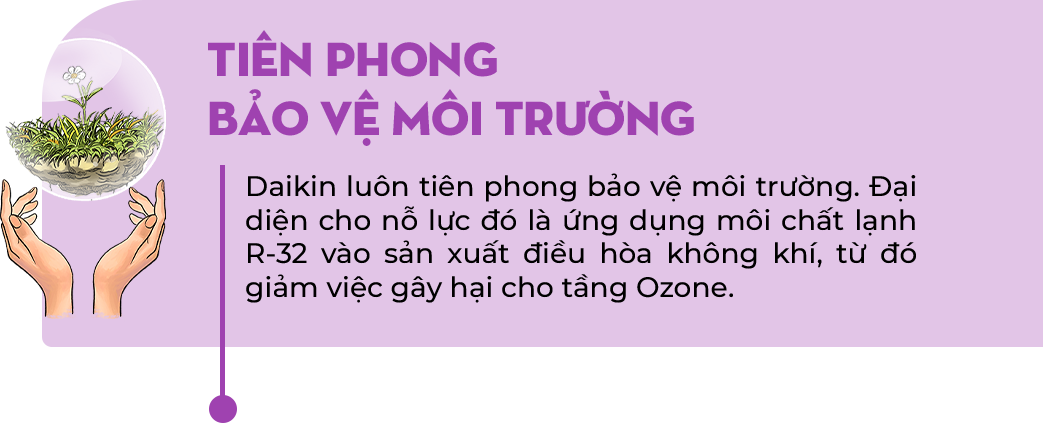 TIÊN PHONG
BẢO VỆ MÔI TRƯỜNG
Daikin luôn tiên phong bảo vệ môi trường. Đại
diện cho nỗ lực đó là ứng dụng môi chất lạnh
R-32 vào sản xuất điều hòa không khí, từ đó
giảm việc gây hại cho tầng Ozone.